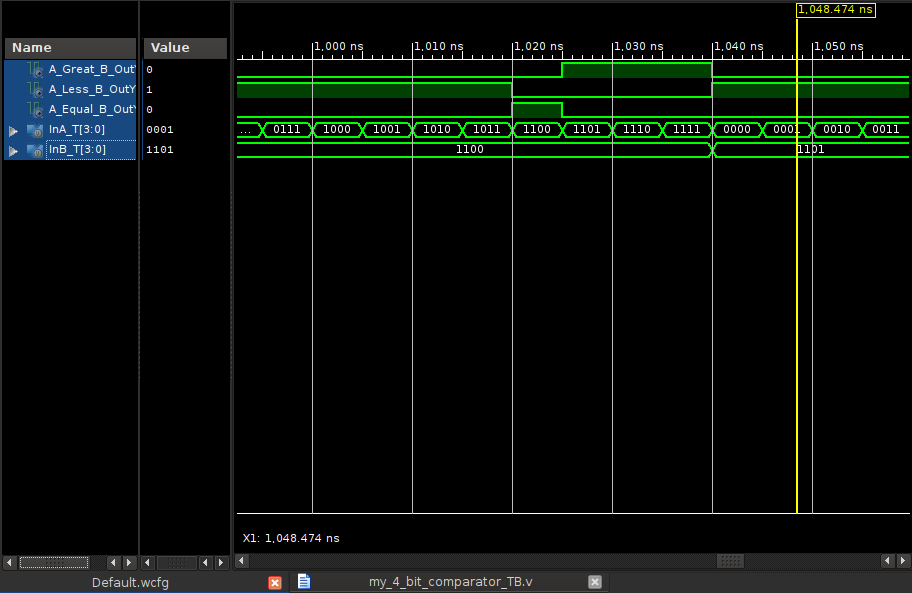 1,048.474 ns
Name Value
1,000 ns 1,010 ns 1,020 ns 1,030 ns 1,040 ns 1,050 ns
A_Great_B_OutY 0
A_Less_B_OutY 1
A_Equal_B_OutY 0
InA_T[3:0] 0001 ... 0111 1000 1001 1010 1011 1100 1101 1110 1111 0000 0001 0010 0011
InB_T[3:0] 1101 1100 1101
X1: 1,048.474 ns
Default.wcfg my_4_bit_comparator_TB.v